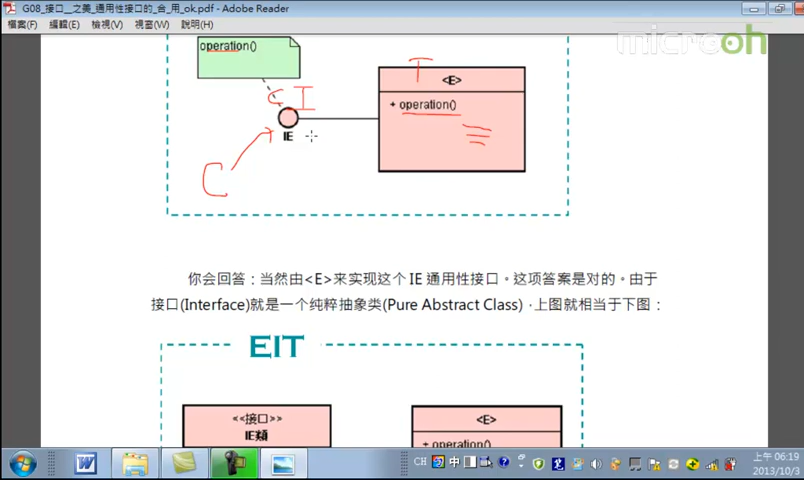 G08_接口__之美_通用性接口的_合_用_ok.pdf - Adobe Reader
檔案(F) 編輯(E) 檢視(V) 視窗(W) 說明(H)
microoh
operation()
I
T
<E>
+ operation()
IE
C
你会回答：当然由<E>来实现这个 IE 通用性接口。这项答案是对的。由于
接口(Interface)就是一个纯粹抽象类(Pure Abstract Class)，上图就相当于下图：
EIT
<<接口>>
IE類
<E>
+ operation()
CH 中
上午 06:19
2013/10/3